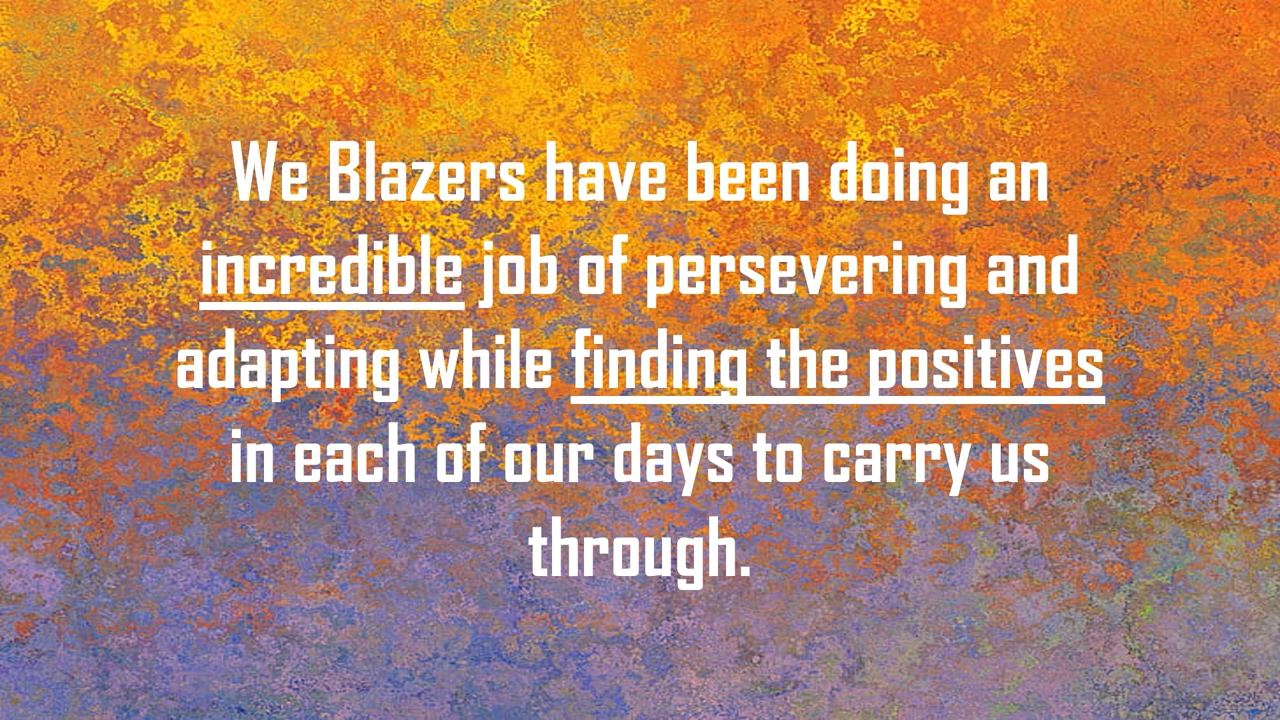 We Blazers have been doing an
incredible job of persevering and
adapting while finding the positives
in each of our days to carry us
through.